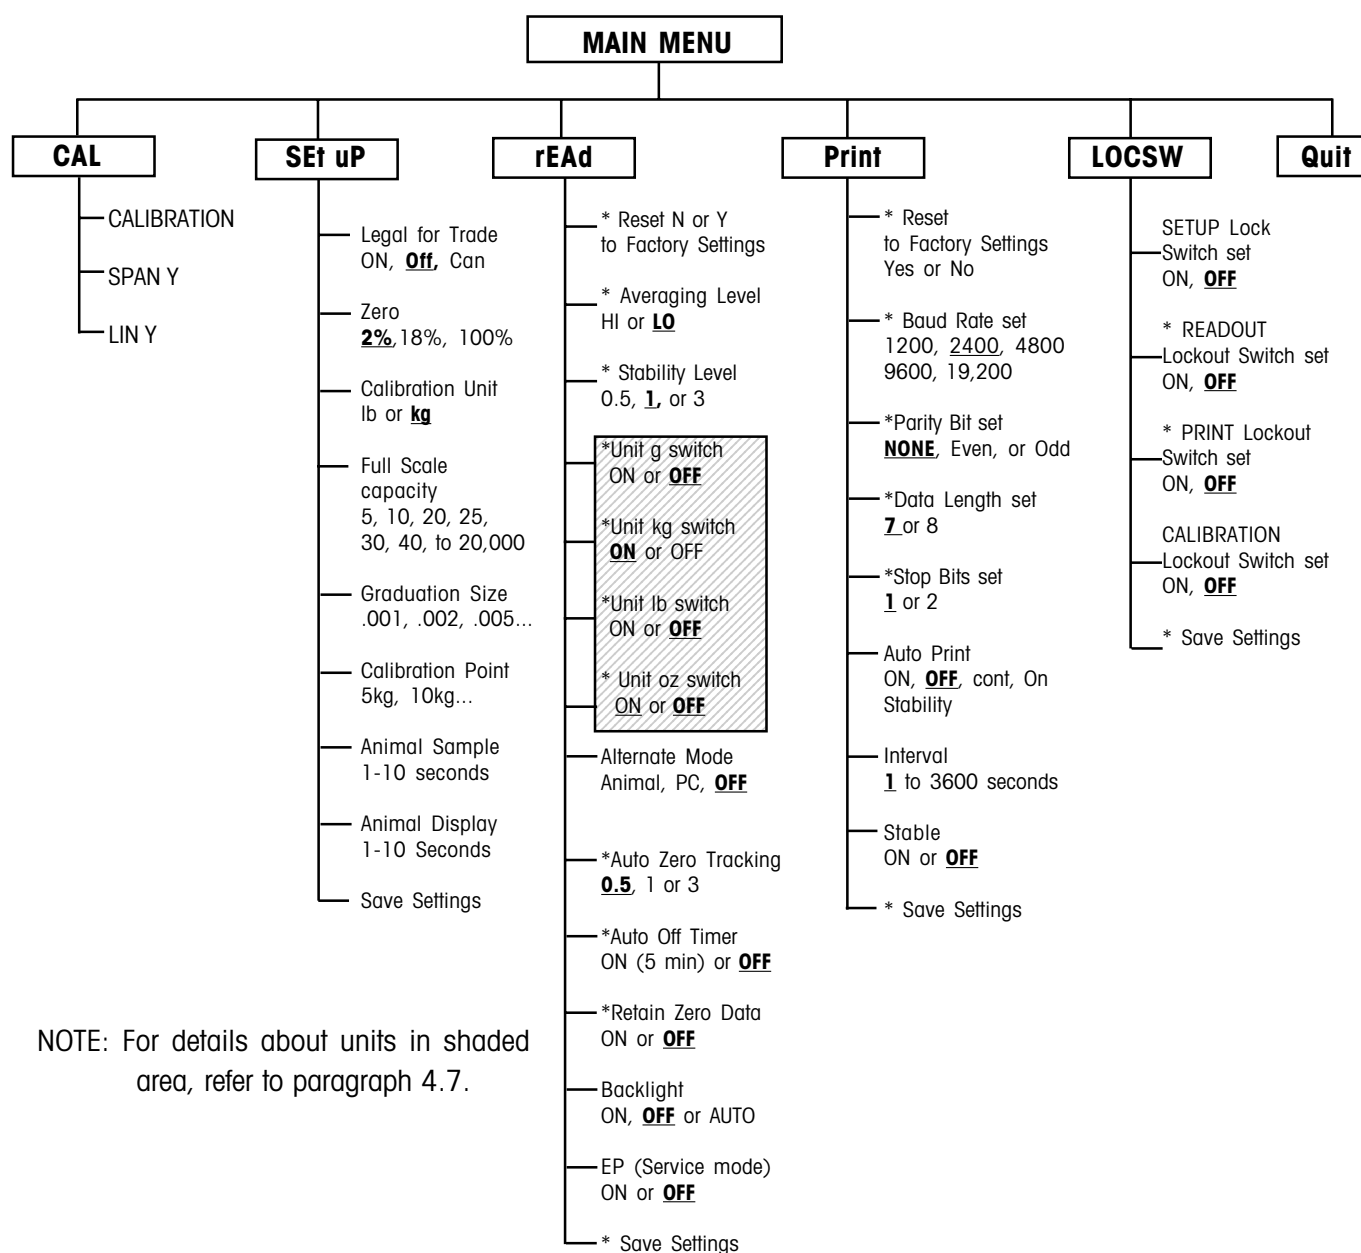 MAIN MENU
CAL
CALIBRATION
SPAN Y
LIN Y
SEt uP
Legal for Trade
ON, Off, Can
Zero
2%,18%, 100%
Calibration Unit
lb or kg
Full Scale
capacity
5, 10, 20, 25,
30, 40, to 20,000
Graduation Size
.001, .002, .005...
Calibration Point
5kg, 10kg...
Animal Sample
1-10 seconds
Animal Display
1-10 Seconds
Save Settings
rEAd
* Reset N or Y
to Factory Settings
* Averaging Level
HI or LO
* Stability Level
0.5, 1, or 3
*Unit g switch
ON or OFF
*Unit kg switch
ON or OFF
*Unit lb switch
ON or OFF
* Unit oz switch
ON or OFF
Alternate Mode
Animal, PC, OFF
*Auto Zero Tracking
0.5, 1 or 3
*Auto Off Timer
ON (5 min) or OFF
*Retain Zero Data
ON or OFF
Backlight
ON, OFF or AUTO
EP (Service mode)
ON or OFF
* Save Settings
Print
* Reset
to Factory Settings
Yes or No
* Baud Rate set
1200, 2400, 4800
9600, 19,200
*Parity Bit set
NONE, Even, or Odd
*Data Length set
7 or 8
*Stop Bits set
1 or 2
Auto Print
ON, OFF, cont, On
Stability
Interval
1 to 3600 seconds
Stable
ON or OFF
* Save Settings
LOCSW
SETUP Lock
Switch set
ON, OFF
* READOUT
Lockout Switch set
ON, OFF
* PRINT Lockout
Switch set
ON, OFF
CALIBRATION
Lockout Switch set
ON, OFF
* Save Settings
Quit
NOTE: For details about units in shaded
area, refer to paragraph 4.7.